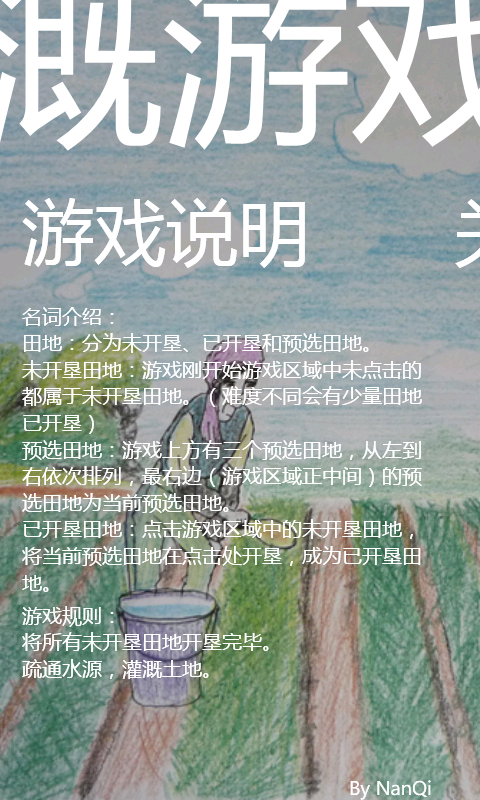 溉游戏
游戏说明
名词介绍：
田地：分为未开垦、已开垦和预选田地。
未开垦田地：游戏刚开始游戏区域中未点击的
都属于未开垦田地。（难度不同会有少量田地
已开垦）
预选田地：游戏上方有三个预选田地，从左到
右依次排列，最右边（游戏区域正中间）的预
选田地为当前预选田地。
已开垦田地：点击游戏区域中的未开垦田地，
将当前预选田地在点击处开垦，成为已开垦田
地。
游戏规则：
将所有未开垦田地开垦完毕。
疏通水源，灌溉土地。
By NanQi